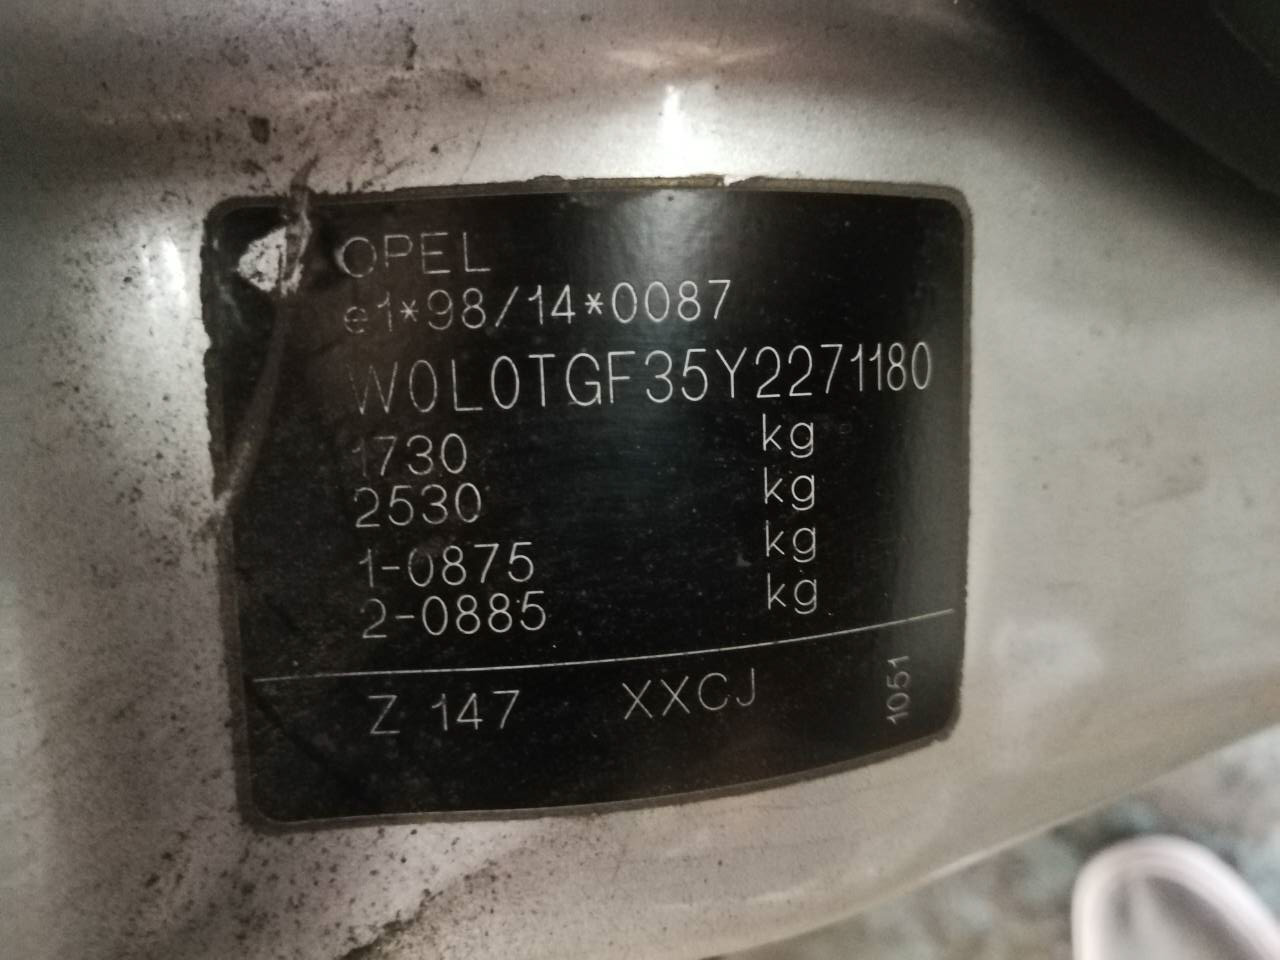 OPEL
e1*98/14*0087
W0L0TGF35Y2271180
1730 kg
2530 kg
1-0875 kg
2-0885 kg
Z 147 XXCJ
1051